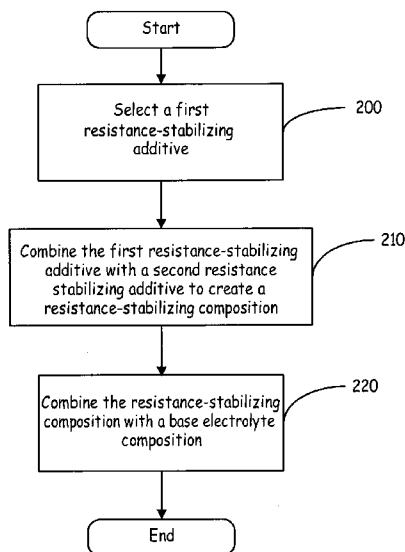 Start
Select a first
resistance-stabilizing
additive
200
Combine the first resistance-stabilizing
additive with a second resistance
stabilizing additive to create a
resistance-stabilizing composition
210
Combine the resistance-stabilizing
composition with a base electrolyte
composition
220
End